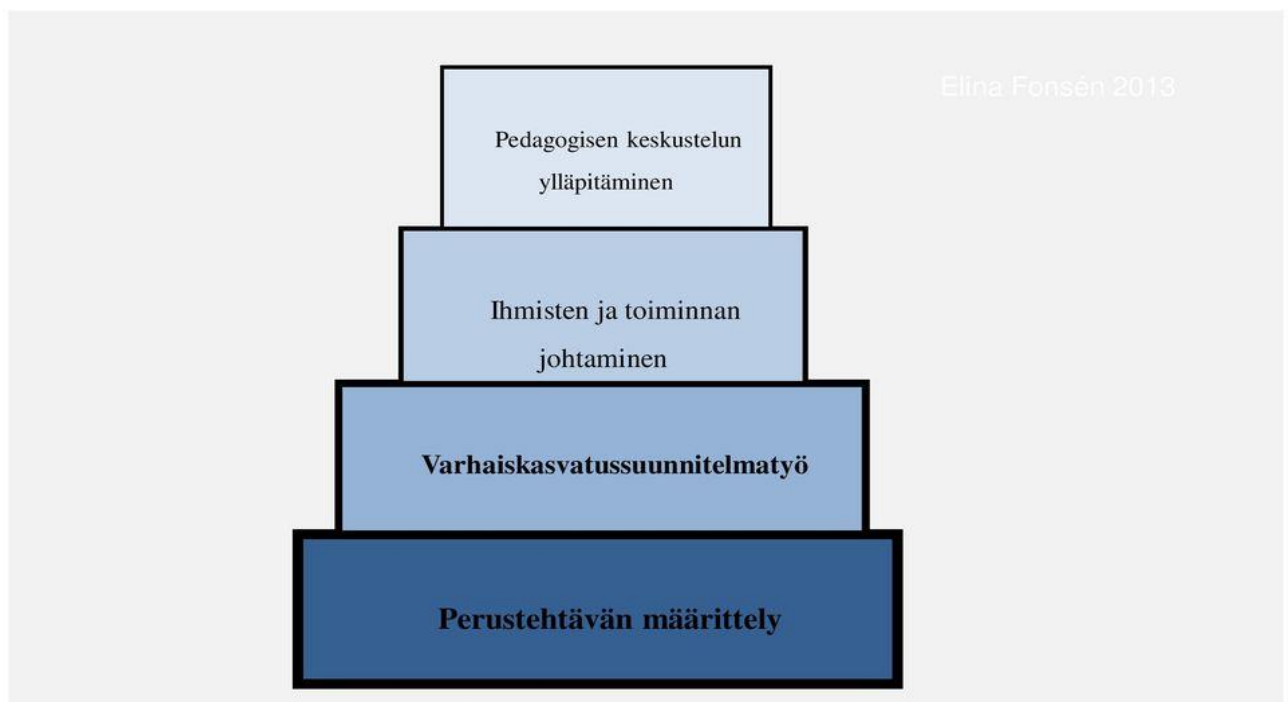 Elina Fonsén 2013
Pedagogisen keskustelun
ylläpitäminen
Ihmisten ja toiminnan
johtaminen
Varhaiskasvatussuunnitelmatyö
Perustehtävän määrittely